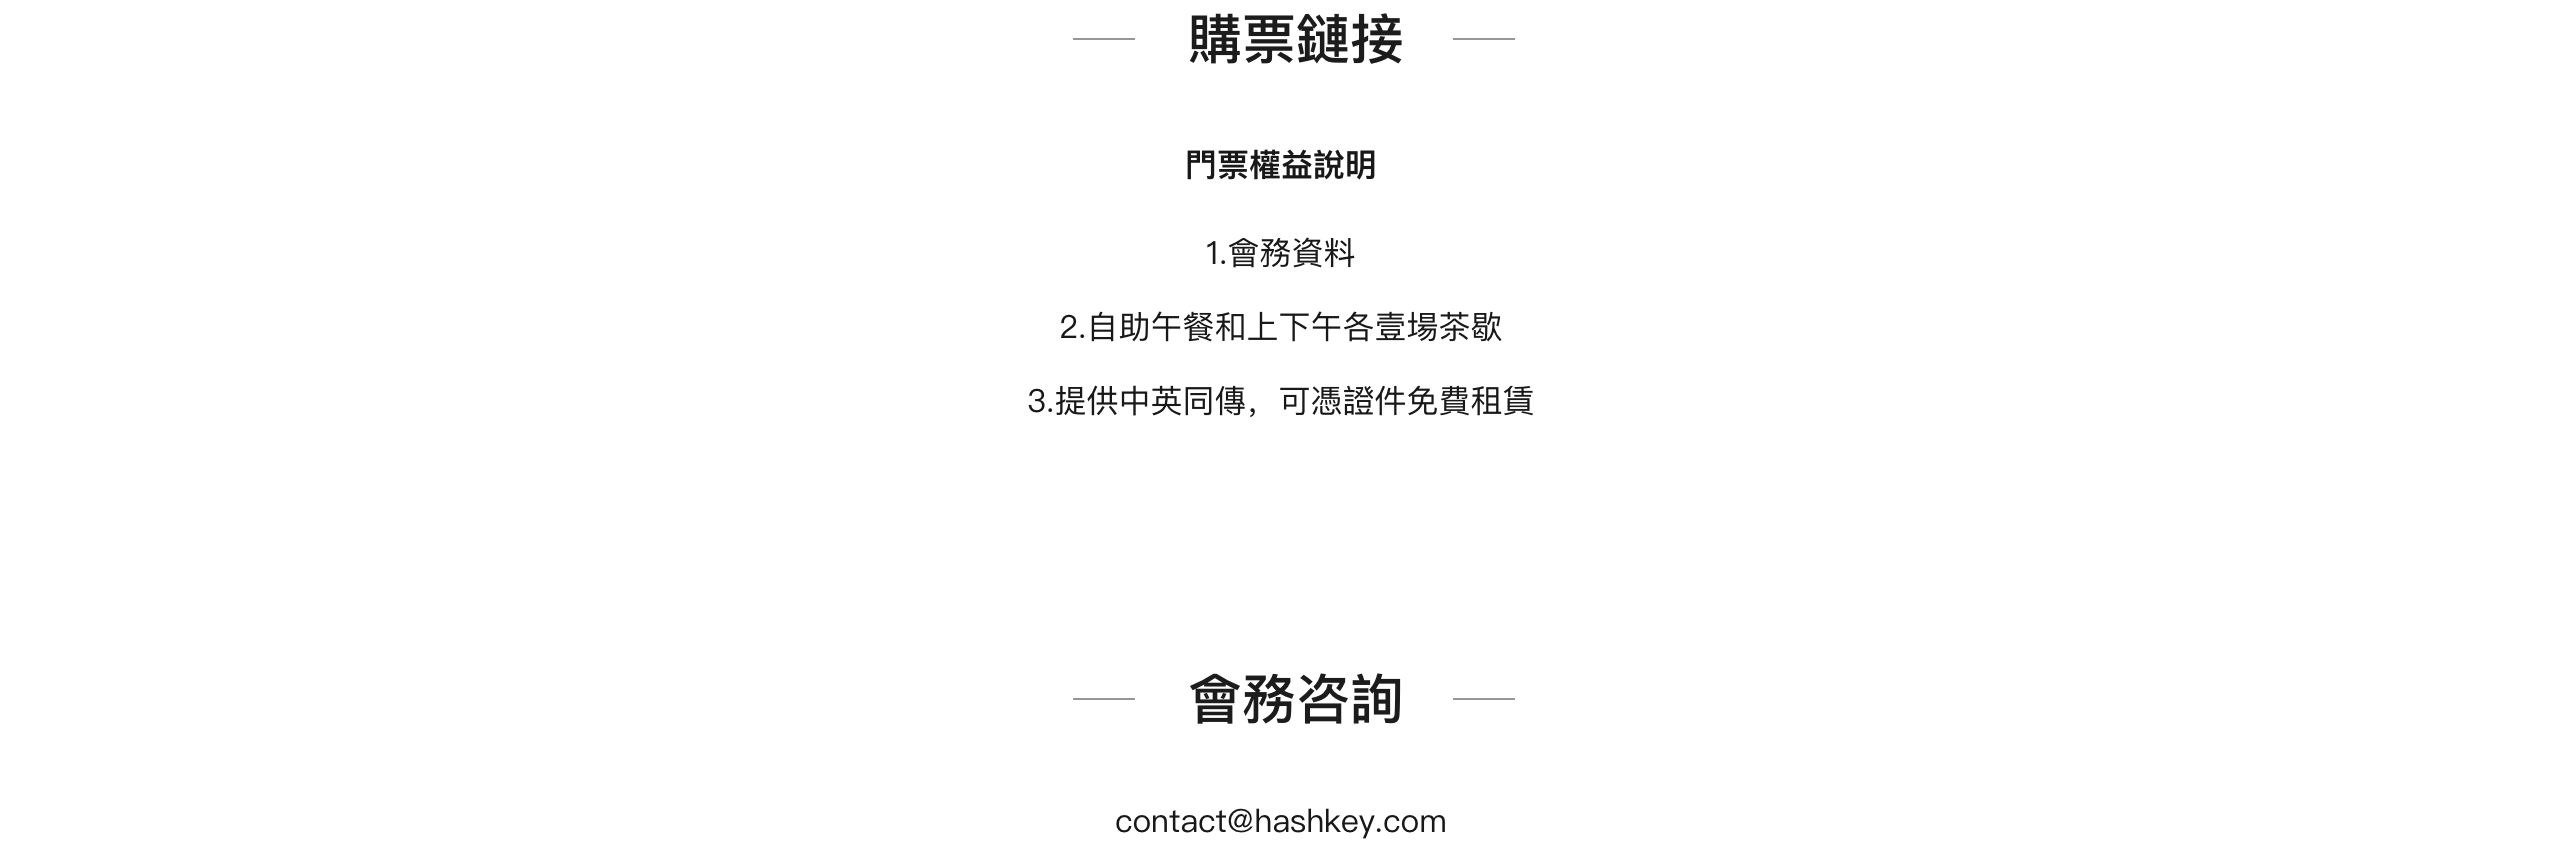 購票鏈接
門票權益說明
1.會務資料
2.自助午餐和上下午各壹場茶歇
3.提供中英同傳，可憑證件免費租賃
會務咨詢
contact@hashkey.com